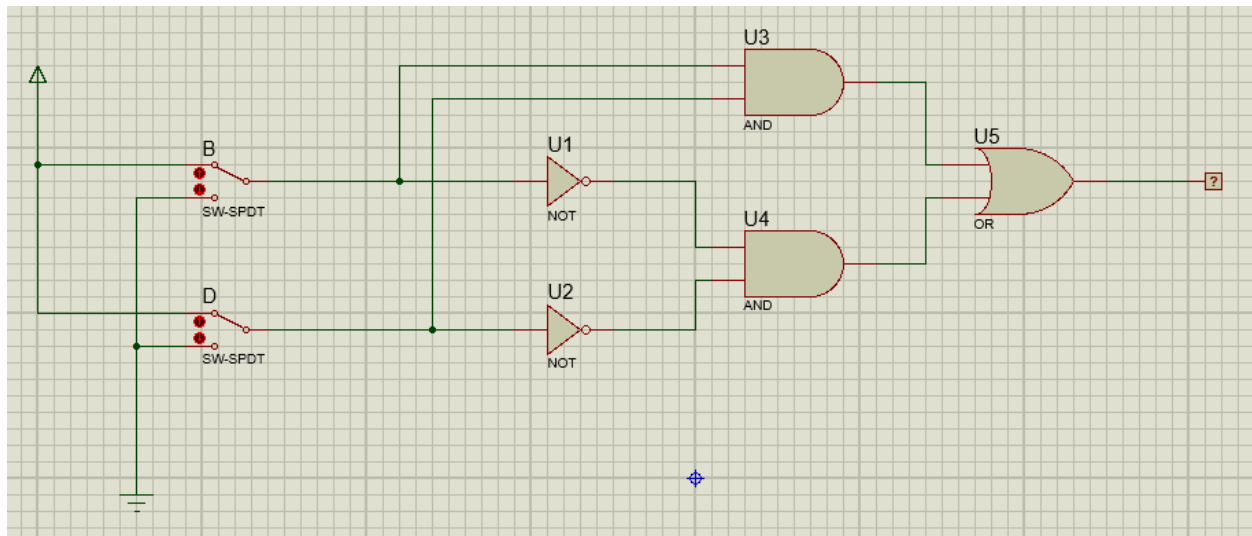 U3
AND
B
SW-SPDT
U1
NOT
U5
OR
?
U4
AND
D
SW-SPDT
U2
NOT